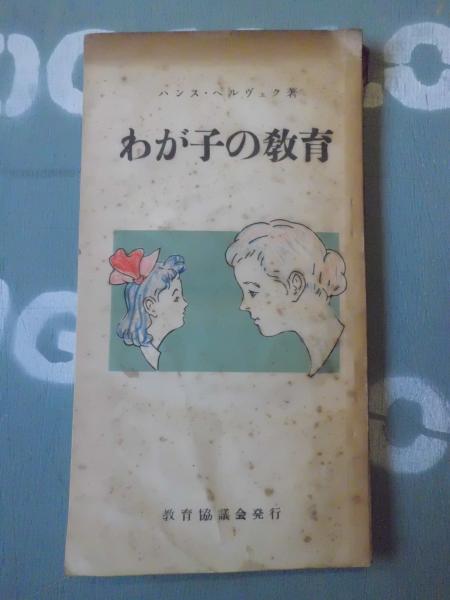 ハンス・ヘルヴェク著
わが子の教育
教育協議会発行